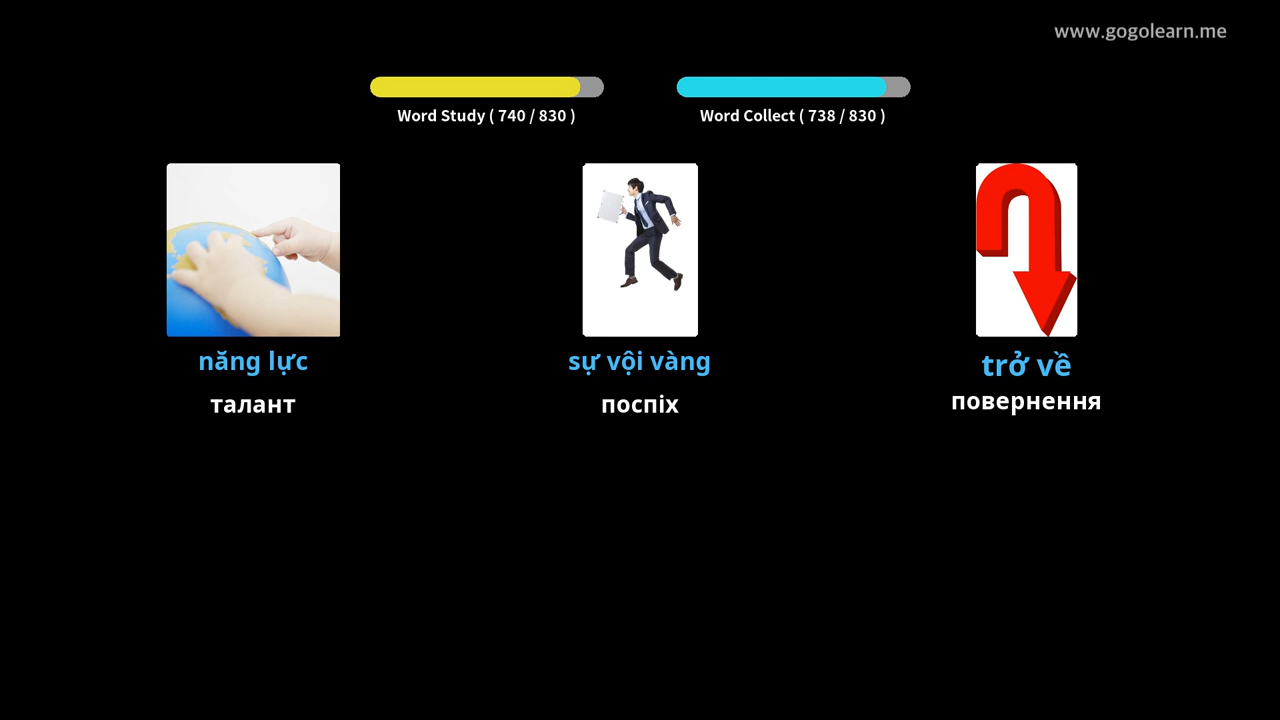 www.gogolearn.me
Word Study ( 740 / 830 )
Word Collect ( 738 / 830 )
năng lực
sự vội vàng
trở về
талант
поспіх
повернення